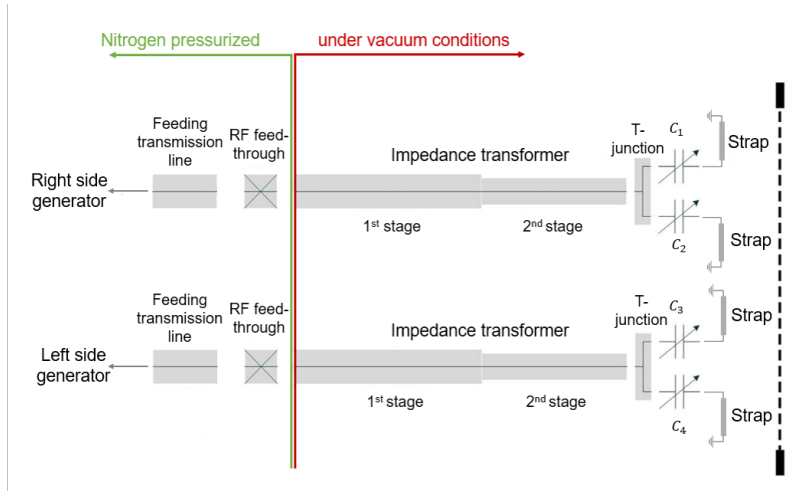 Nitrogen pressurized
under vacuum conditions
Feeding
transmission
line
RF feed-
through
Impedance transformer
T-
junction
C₁
Strap
Right side
generator
1st stage
2nd stage
C₂
Strap
Feeding
transmission
line
RF feed-
through
Impedance transformer
T-
junction
C₃
Strap
Left side
generator
1st stage
2nd stage
C₄
Strap